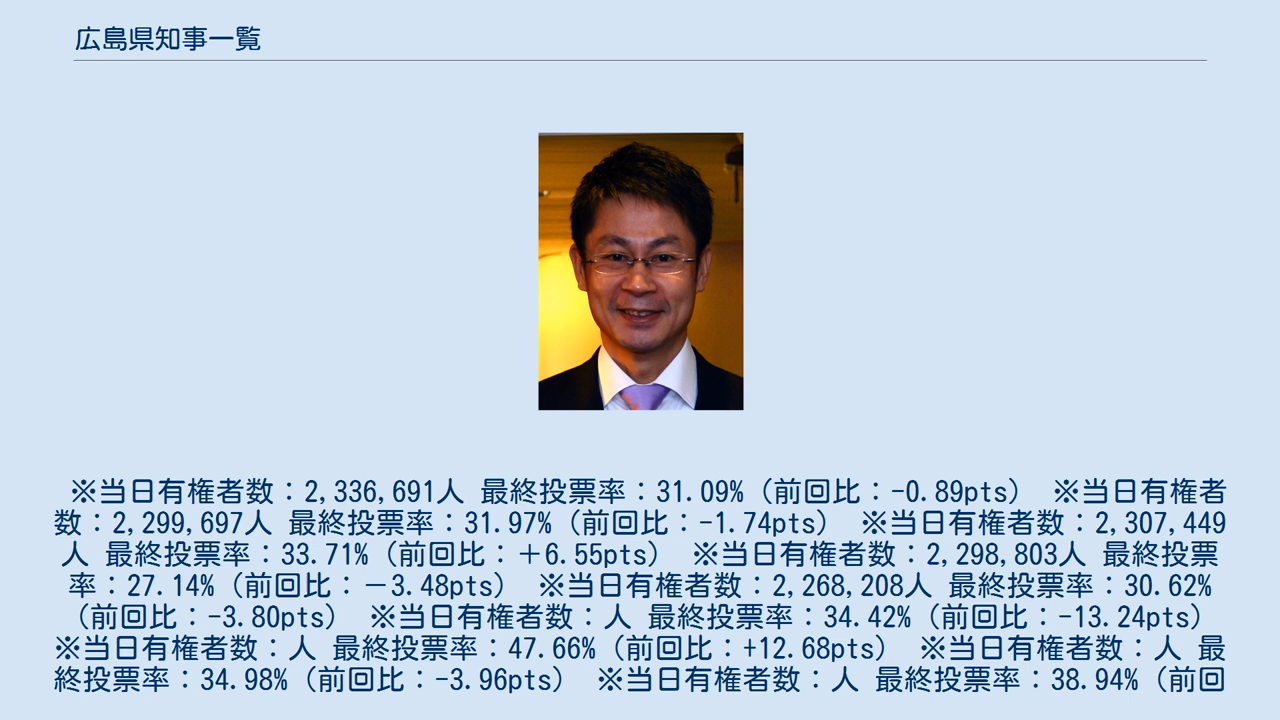 広島県知事一覧
※当日有権者数：2,336,691人 最終投票率：31.09%（前回比：-0.89pts） ※当日有権者
数：2,299,697人 最終投票率：31.97%（前回比：-1.74pts） ※当日有権者数：2,307,449
人 最終投票率：33.71%（前回比：＋6.55pts） ※当日有権者数：2,298,803人 最終投票
率：27.14%（前回比：－3.48pts） ※当日有権者数：2,268,208人 最終投票率：30.62%
（前回比：-3.80pts） ※当日有権者数：人 最終投票率：34.42%（前回比：-13.24pts）
※当日有権者数：人 最終投票率：47.66%（前回比：+12.68pts） ※当日有権者数：人 最
終投票率：34.98%（前回比：-3.96pts） ※当日有権者数：人 最終投票率：38.94%（前回